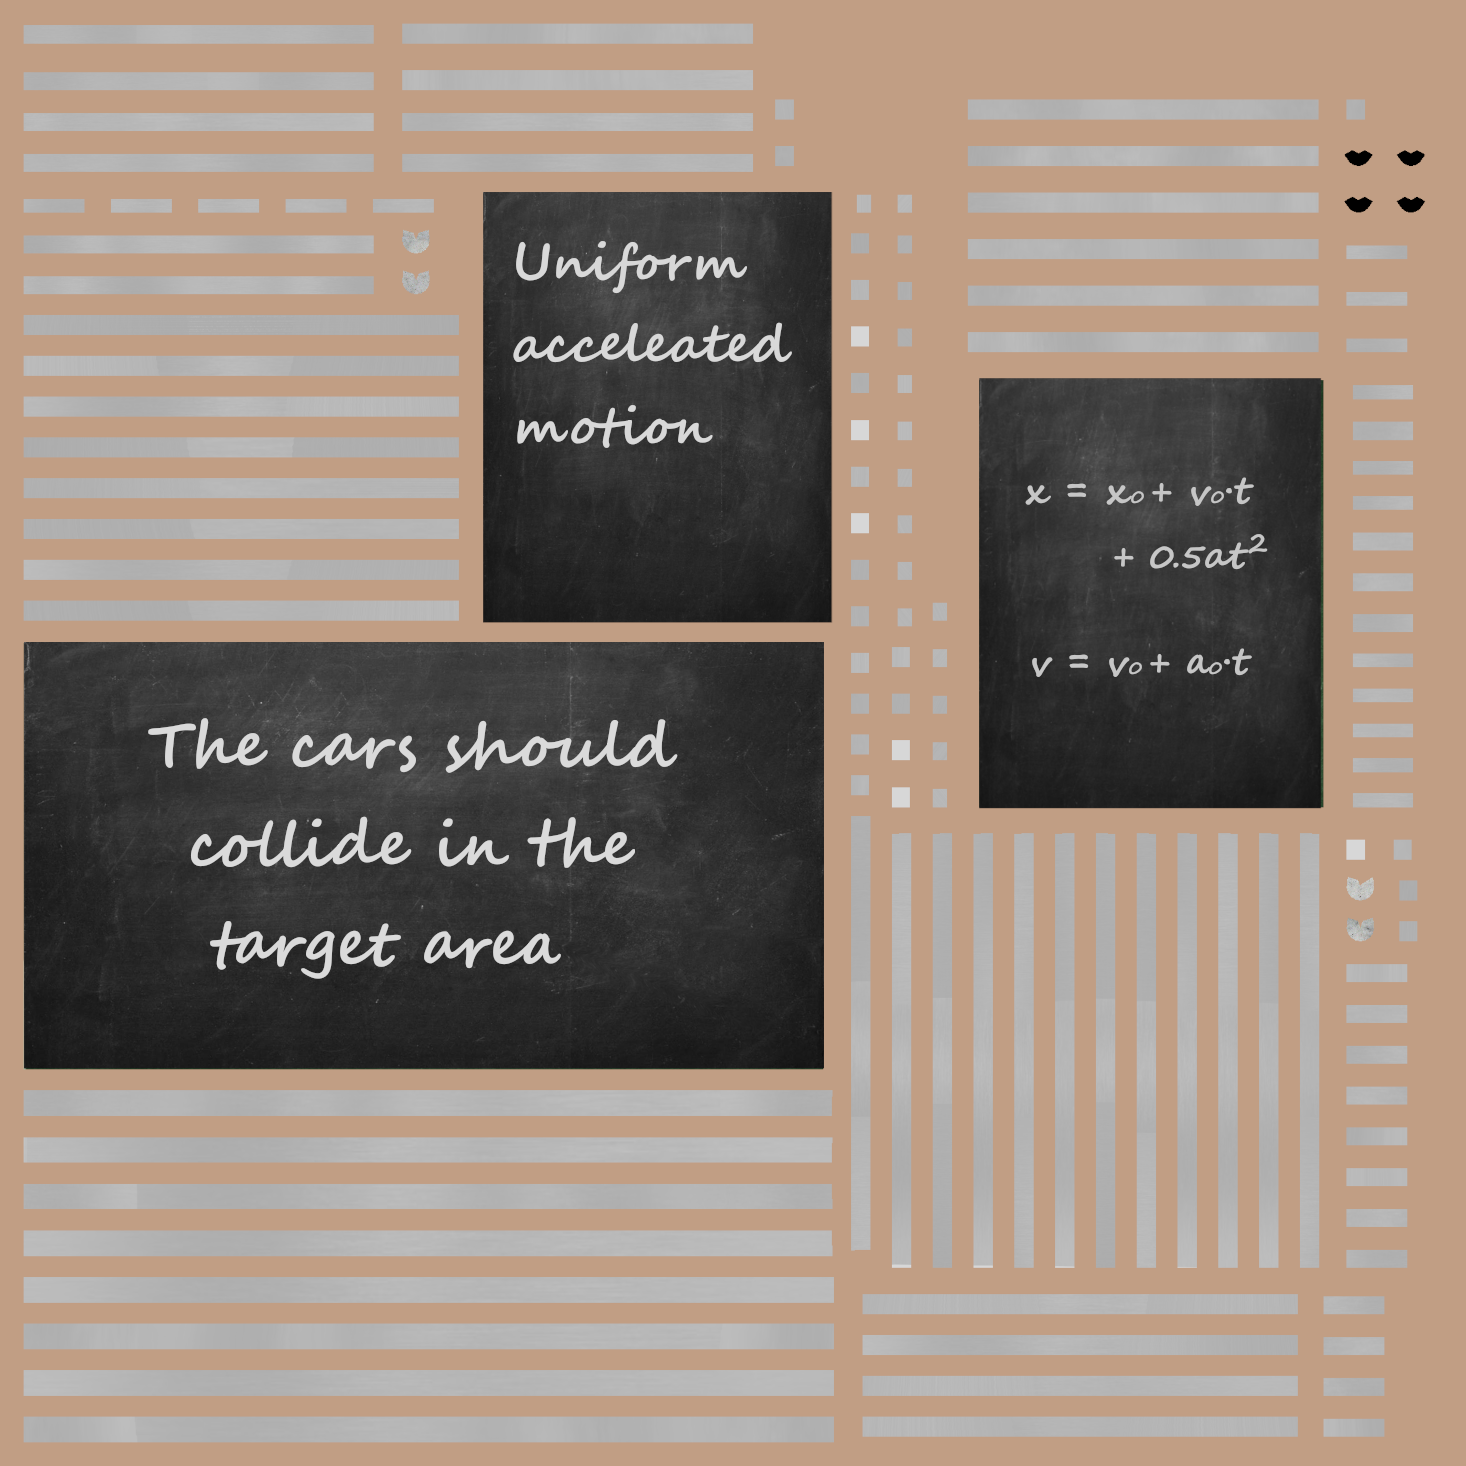 Uniform
acceleated
motion
x = x₀ + v₀·t
+ 0.5at²
v = v₀ + a₀·t
The cars should
collide in the
target area